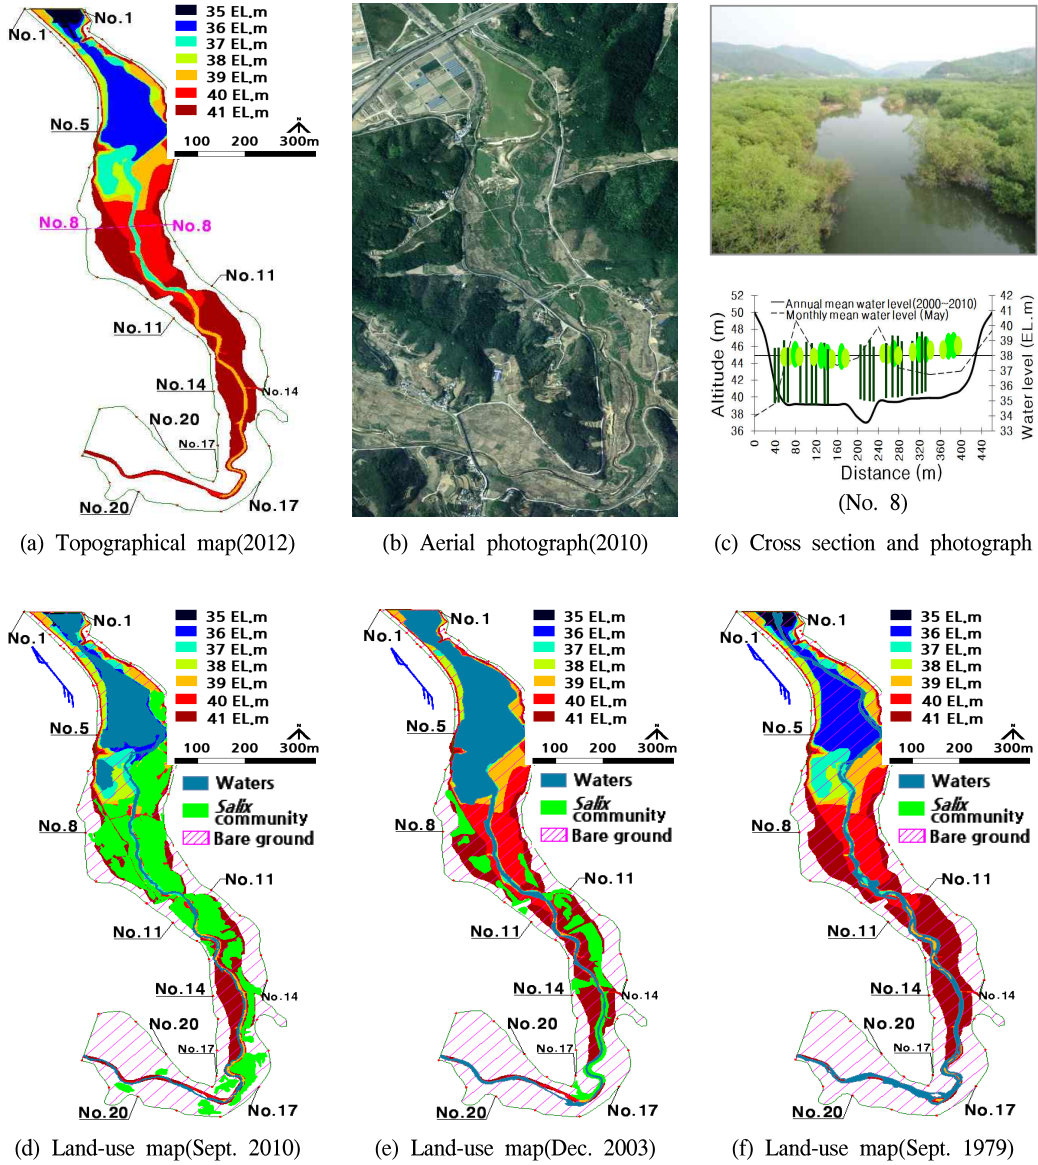 No.1
No.1
35 EL.m
36 EL.m
37 EL.m
38 EL.m
39 EL.m
40 EL.m
41 EL.m
N
100 200 300m
No.5
No.8
No.8
No.11
No.11
No.14
No.14
No.20
No.17
No.20
No.17
(a) Topographical map(2012)
(b) Aerial photograph(2010)
Annual mean water level(2000~2010)
Monthly mean water level(May)
Altitude (m)
52
50
48
46
44
42
40
38
36
42
41
40
39
38
37
36
35
34
33
Water level (EL.m)
0 40 80 120 160 200 240 280 320 360 400 440
Distance (m)
(No. 8)
(c) Cross section and photograph
No.1
No.1
35 EL.m
36 EL.m
37 EL.m
38 EL.m
39 EL.m
40 EL.m
41 EL.m
N
100 200 300m
No.5
Waters
Salix community
Bare ground
No.8
No.11
No.11
No.14
No.14
No.20
No.17
No.20
No.17
(d) Land-use map(Sept. 2010)
No.1
No.1
35 EL.m
36 EL.m
37 EL.m
38 EL.m
39 EL.m
40 EL.m
41 EL.m
N
100 200 300m
No.5
Waters
Salix community
Bare ground
No.8
No.11
No.11
No.14
No.14
No.20
No.17
No.20
No.17
(e) Land-use map(Dec. 2003)
No.1
No.1
35 EL.m
36 EL.m
37 EL.m
38 EL.m
39 EL.m
40 EL.m
41 EL.m
N
100 200 300m
No.5
Waters
Salix community
Bare ground
No.8
No.11
No.11
No.14
No.14
No.20
No.17
No.20
No.17
(f) Land-use map(Sept. 1979)